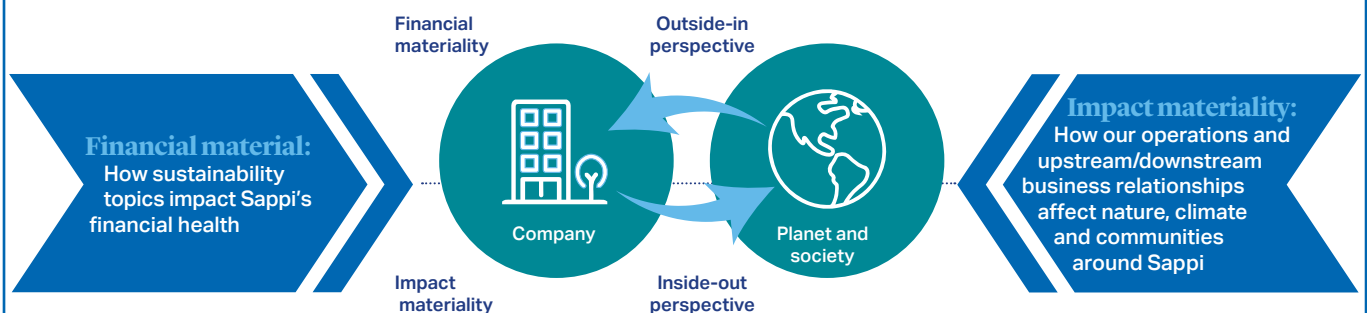 Financial
materiality
Outside-in
perspective
Financial material:
How sustainability
topics impact Sappi’s
financial health
Company
Planet and
society
Impact materiality:
How our operations and
upstream/downstream
business relationships
affect nature, climate
and communities
around Sappi
Impact
materiality
Inside-out
perspective